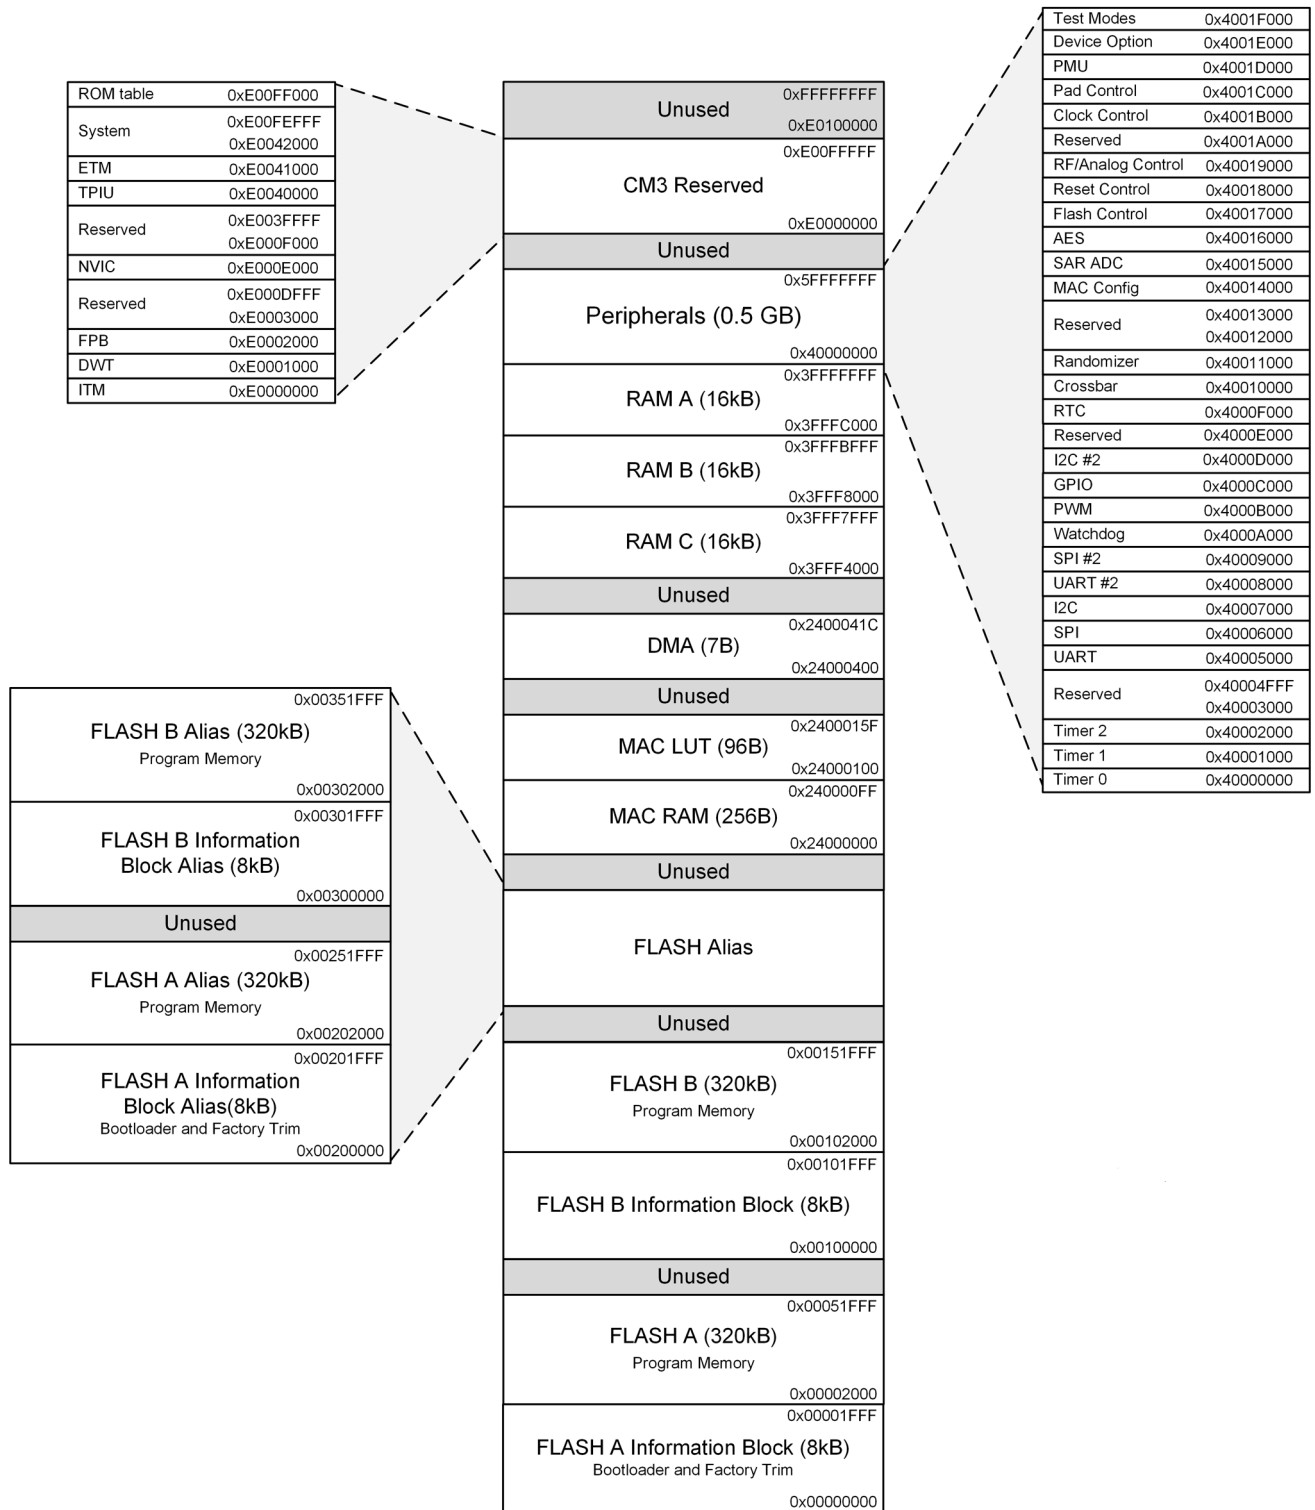 ROM table 0xE00FF000
System 0xE00FEFFF
0xE0042000
ETM 0xE0041000
TPIU 0xE0040000
Reserved 0xE003FFFF
0xE000F000
NVIC 0xE000E000
Reserved 0xE000DFFF
0xE0003000
FPB 0xE0002000
DWT 0xE0001000
ITM 0xE0000000
0x00351FFF
FLASH B Alias (320kB)
Program Memory
0x00302000
0x00301FFF
FLASH B Information
Block Alias (8kB)
0x00300000
Unused
0x00251FFF
FLASH A Alias (320kB)
Program Memory
0x00202000
0x00201FFF
FLASH A Information
Block Alias(8kB)
Bootloader and Factory Trim
0x00200000
0xFFFFFFFF
Unused
0xE0100000
0xE00FFFFF
CM3 Reserved
0xE0000000
Unused
0x5FFFFFFF
Peripherals (0.5 GB)
0x40000000
0x3FFFFFFF
RAM A (16kB)
0x3FFFC000
0x3FFFBFFF
RAM B (16kB)
0x3FFF8000
0x3FFF7FFF
RAM C (16kB)
0x3FFF4000
Unused
0x2400041C
DMA (7B)
0x24000400
Unused
0x2400015F
MAC LUT (96B)
0x24000100
0x240000FF
MAC RAM (256B)
0x24000000
Unused
FLASH Alias
Unused
0x00151FFF
FLASH B (320kB)
Program Memory
0x00102000
0x00101FFF
FLASH B Information Block (8kB)
0x00100000
Unused
0x00051FFF
FLASH A (320kB)
Program Memory
0x00002000
0x00001FFF
FLASH A Information Block (8kB)
Bootloader and Factory Trim
0x00000000
Test Modes 0x4001F000
Device Option 0x4001E000
PMU 0x4001D000
Pad Control 0x4001C000
Clock Control 0x4001B000
Reserved 0x4001A000
RF/Analog Control 0x40019000
Reset Control 0x40018000
Flash Control 0x40017000
AES 0x40016000
SAR ADC 0x40015000
MAC Config 0x40014000
Reserved 0x40013000
0x40012000
Randomizer 0x40011000
Crossbar 0x40010000
RTC 0x4000F000
Reserved 0x4000E000
I2C #2 0x4000D000
GPIO 0x4000C000
PWM 0x4000B000
Watchdog 0x4000A000
SPI #2 0x40009000
UART #2 0x40008000
I2C 0x40007000
SPI 0x40006000
UART 0x40005000
Reserved 0x40004FFF
0x40003000
Timer 2 0x40002000
Timer 1 0x40001000
Timer 0 0x40000000